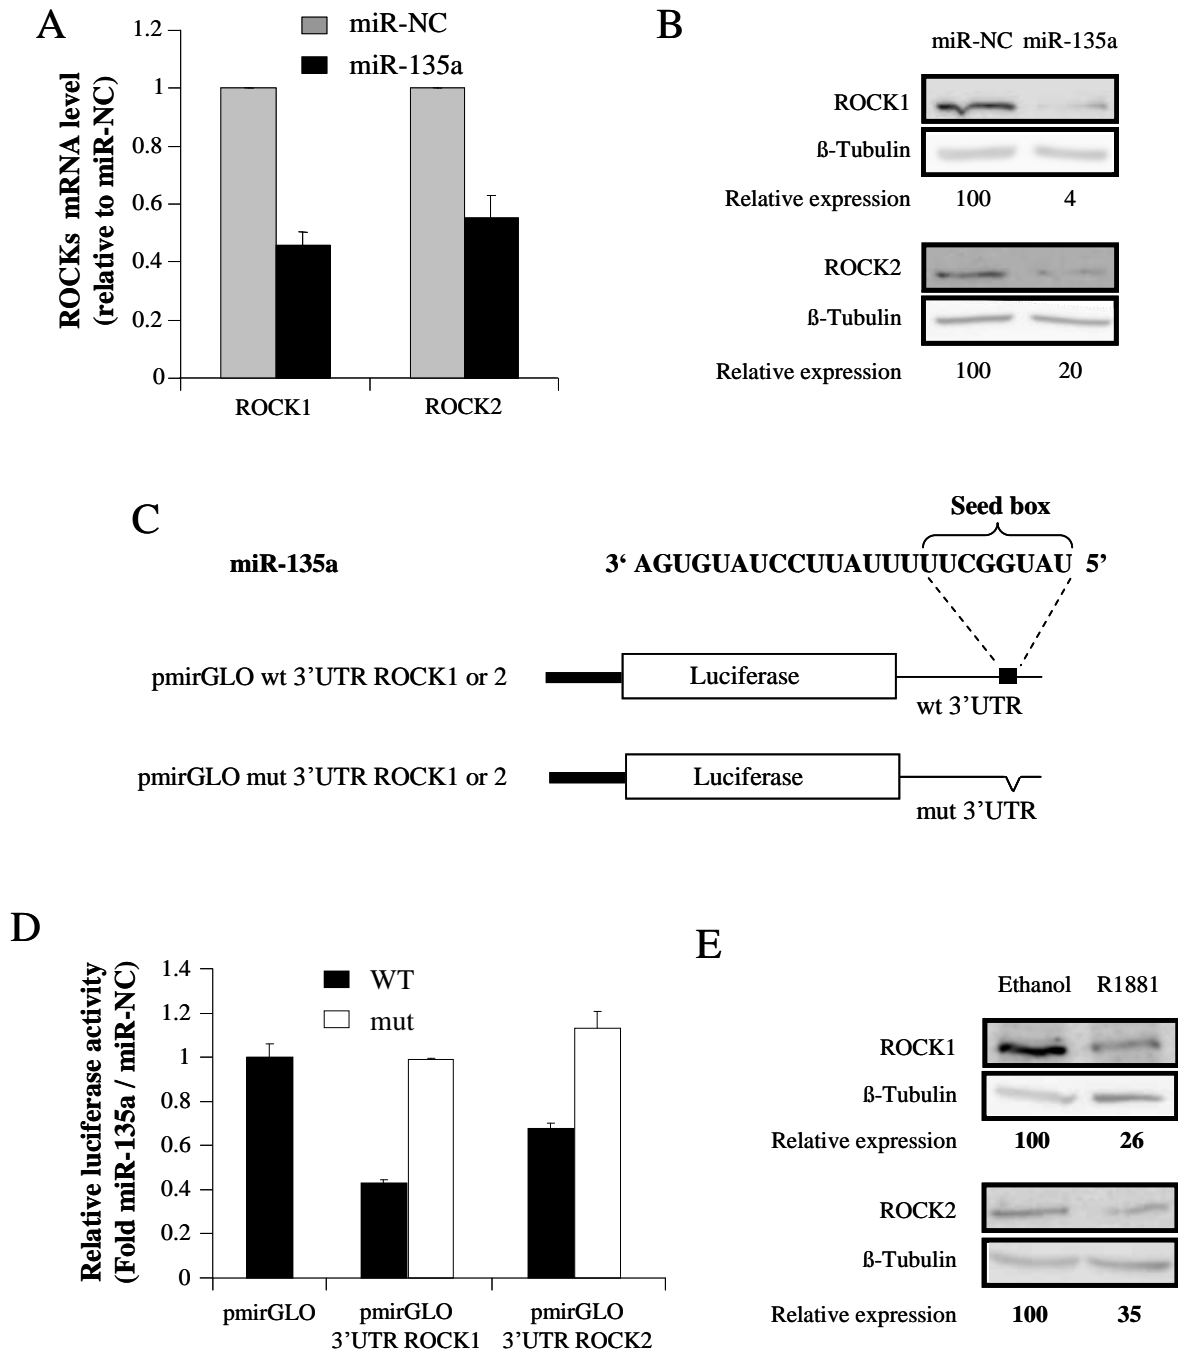 A
miR-NC
miR-135a
ROCKs mRNA level
(relative to miR-NC)
1.2
1
0.8
0.6
0.4
0.2
0
ROCK1
ROCK2
B
miR-NC miR-135a
ROCK1
ß-Tubulin
Relative expression 100 4
ROCK2
ß-Tubulin
Relative expression 100 20
C
Seed box
miR-135a 3‘ AGUGUAUCCUUAUUUUUCGGUAU 5’
pmirGLO wt 3’UTR ROCK1 or 2 Luciferase
wt 3’UTR
pmirGLO mut 3’UTR ROCK1 or 2 Luciferase
mut 3’UTR
D
Relative luciferase activity
(Fold miR-135a / miR-NC)
WT
mut
1.4
1.2
1
0.8
0.6
0.4
0.2
0
pmirGLO
pmirGLO
3’UTR ROCK1
pmirGLO
3’UTR ROCK2
E
Ethanol R1881
ROCK1
ß-Tubulin
Relative expression 100 26
ROCK2
ß-Tubulin
Relative expression 100 35